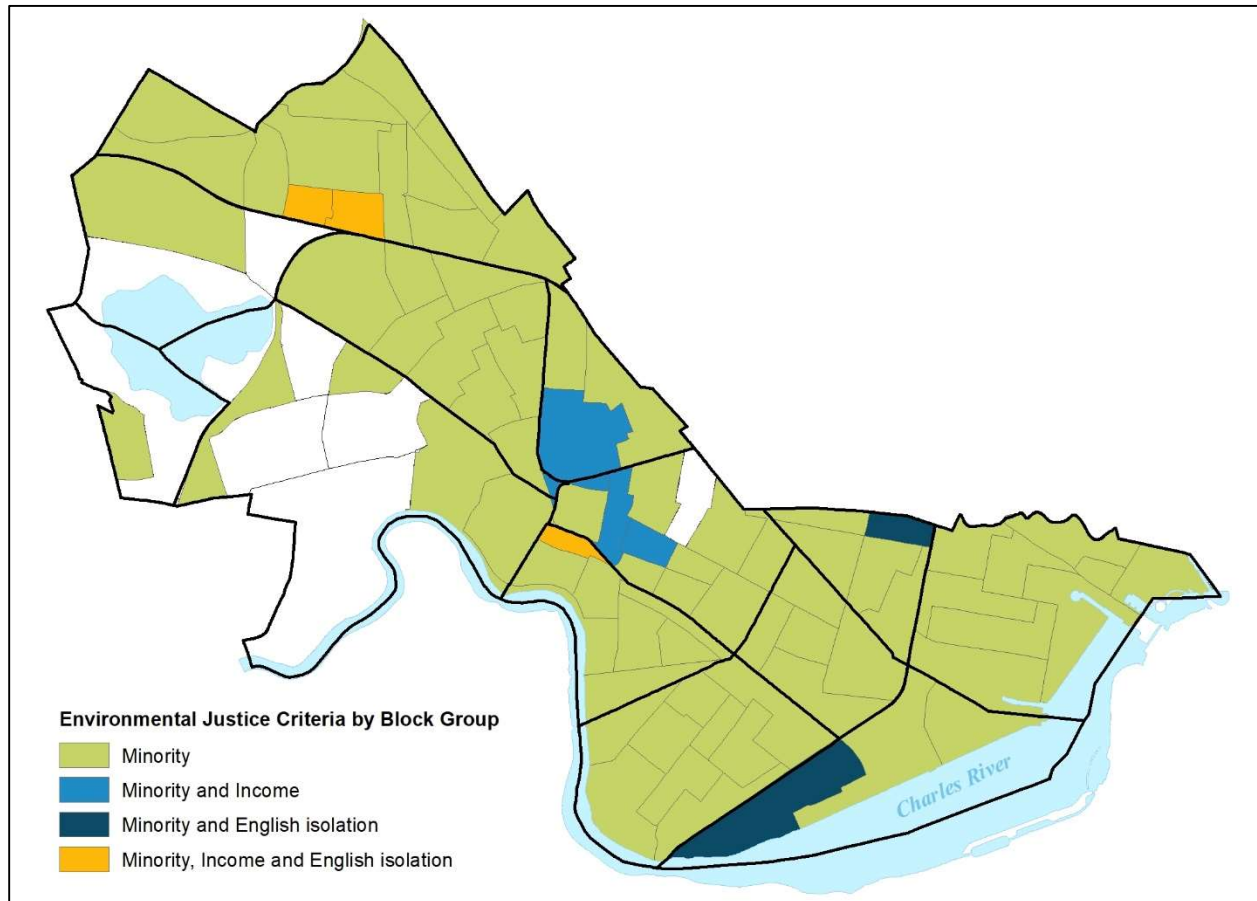 Environmental Justice Criteria by Block Group
Minority
Minority and Income
Minority and English isolation
Minority, Income and English isolation
Charles River